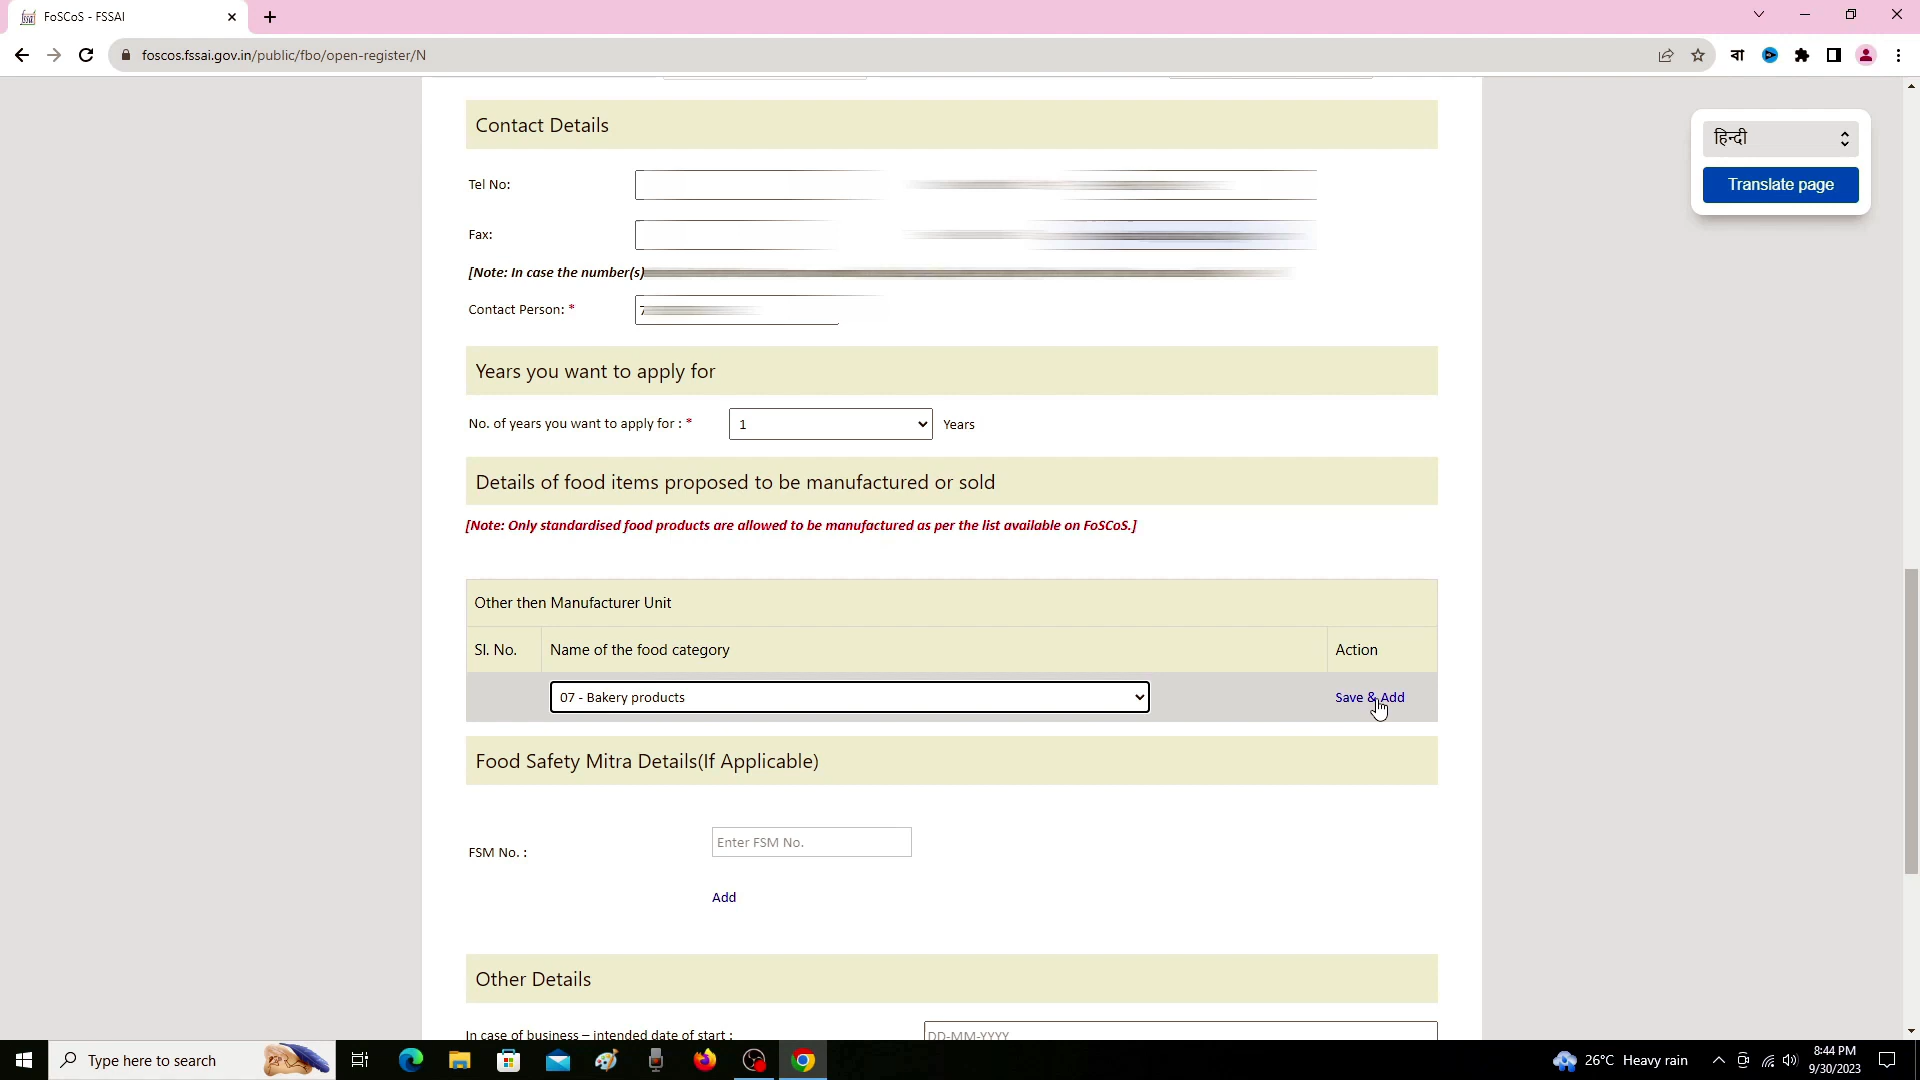 FoSCoS - FSSAI
foscos.fssai.gov.in/public/fbo/open-register/N
বা
Contact Details
हिन्दी
Translate page
Tel No:
Fax:
[Note: In case the number(s)
Contact Person: *
7
Years you want to apply for
No. of years you want to apply for : *
1
Years
Details of food items proposed to be manufactured or sold
[Note: Only standardised food products are allowed to be manufactured as per the list available on FoSCoS.]
Other then Manufacturer Unit
Sl. No.
Name of the food category
Action
07 - Bakery products
Save & Add
Food Safety Mitra Details(If Applicable)
Enter FSM No.
FSM No. :
Add
Other Details
In case of business – intended date of start :
DD-MM-YYYY
Type here to search
26°C Heavy rain
8:44 PM
9/30/2023